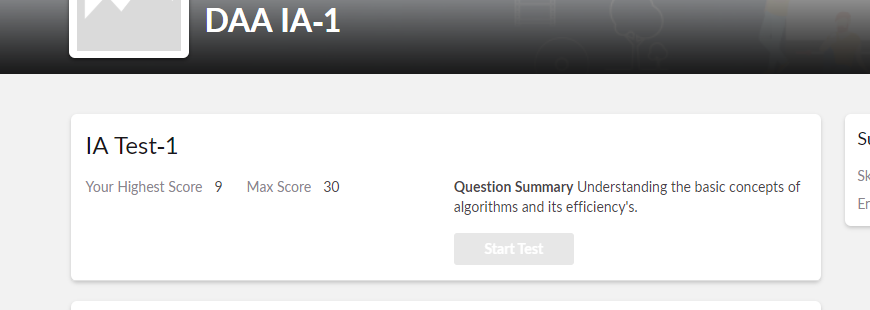 DAA IA-1
IA Test-1
Your Highest Score 9 Max Score 30
Question Summary Understanding the basic concepts of
algorithms and its efficiency's.
Start Test